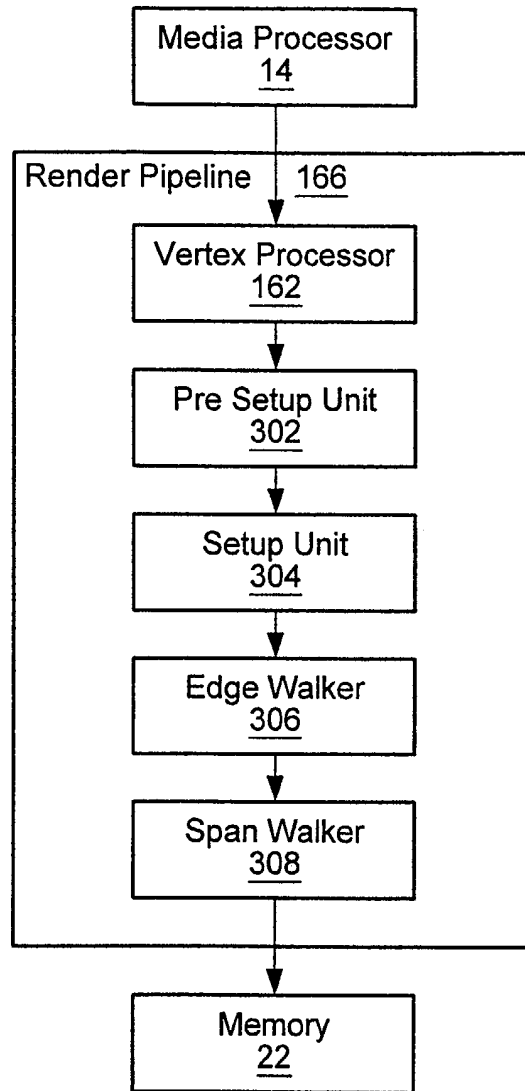 Media Processor
14
Render Pipeline 166
Vertex Processor
162
Pre Setup Unit
302
Setup Unit
304
Edge Walker
306
Span Walker
308
Memory
22